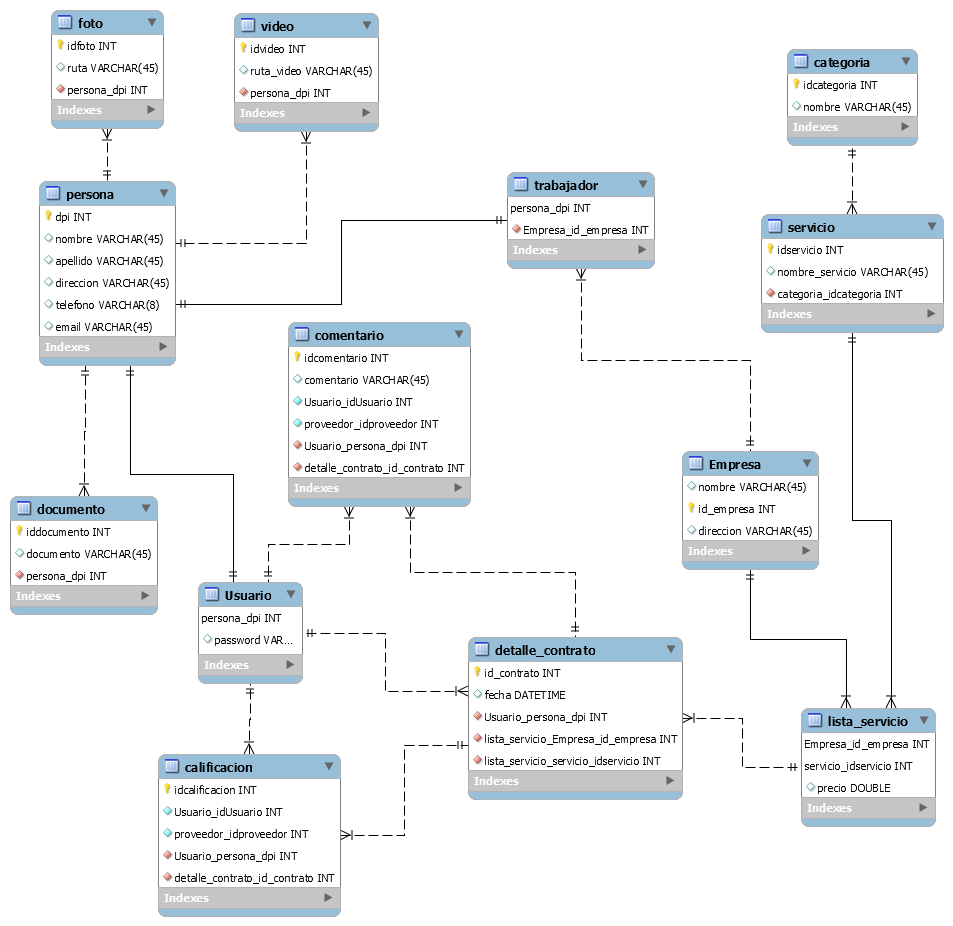 foto
idfoto INT
ruta VARCHAR(45)
persona_dpi INT
Indexes
video
idvideo INT
ruta_video VARCHAR(45)
persona_dpi INT
Indexes
categoria
idcategoria INT
nombre VARCHAR(45)
Indexes
persona
dpi INT
nombre VARCHAR(45)
apellido VARCHAR(45)
direccion VARCHAR(45)
telefono VARCHAR(8)
email VARCHAR(45)
Indexes
trabajador
persona_dpi INT
Empresa_id_empresa INT
Indexes
servicio
idservicio INT
nombre_servicio VARCHAR(45)
categoria_idcategoria INT
Indexes
comentario
idcomentario INT
comentario VARCHAR(45)
Usuario_idUsuario INT
proveedor_idproveedor INT
Usuario_persona_dpi INT
detalle_contrato_id_contrato INT
Indexes
Empresa
nombre VARCHAR(45)
id_empresa INT
direccion VARCHAR(45)
Indexes
documento
iddocumento INT
documento VARCHAR(45)
persona_dpi INT
Indexes
Usuario
persona_dpi INT
password VAR...
Indexes
detalle_contrato
id_contrato INT
fecha DATETIME
Usuario_persona_dpi INT
lista_servicio_Empresa_id_empresa INT
lista_servicio_servicio_idservicio INT
Indexes
lista_servicio
Empresa_id_empresa INT
servicio_idservicio INT
precio DOUBLE
Indexes
calificacion
idcalificacion INT
Usuario_idUsuario INT
proveedor_idproveedor INT
Usuario_persona_dpi INT
detalle_contrato_id_contrato INT
Indexes